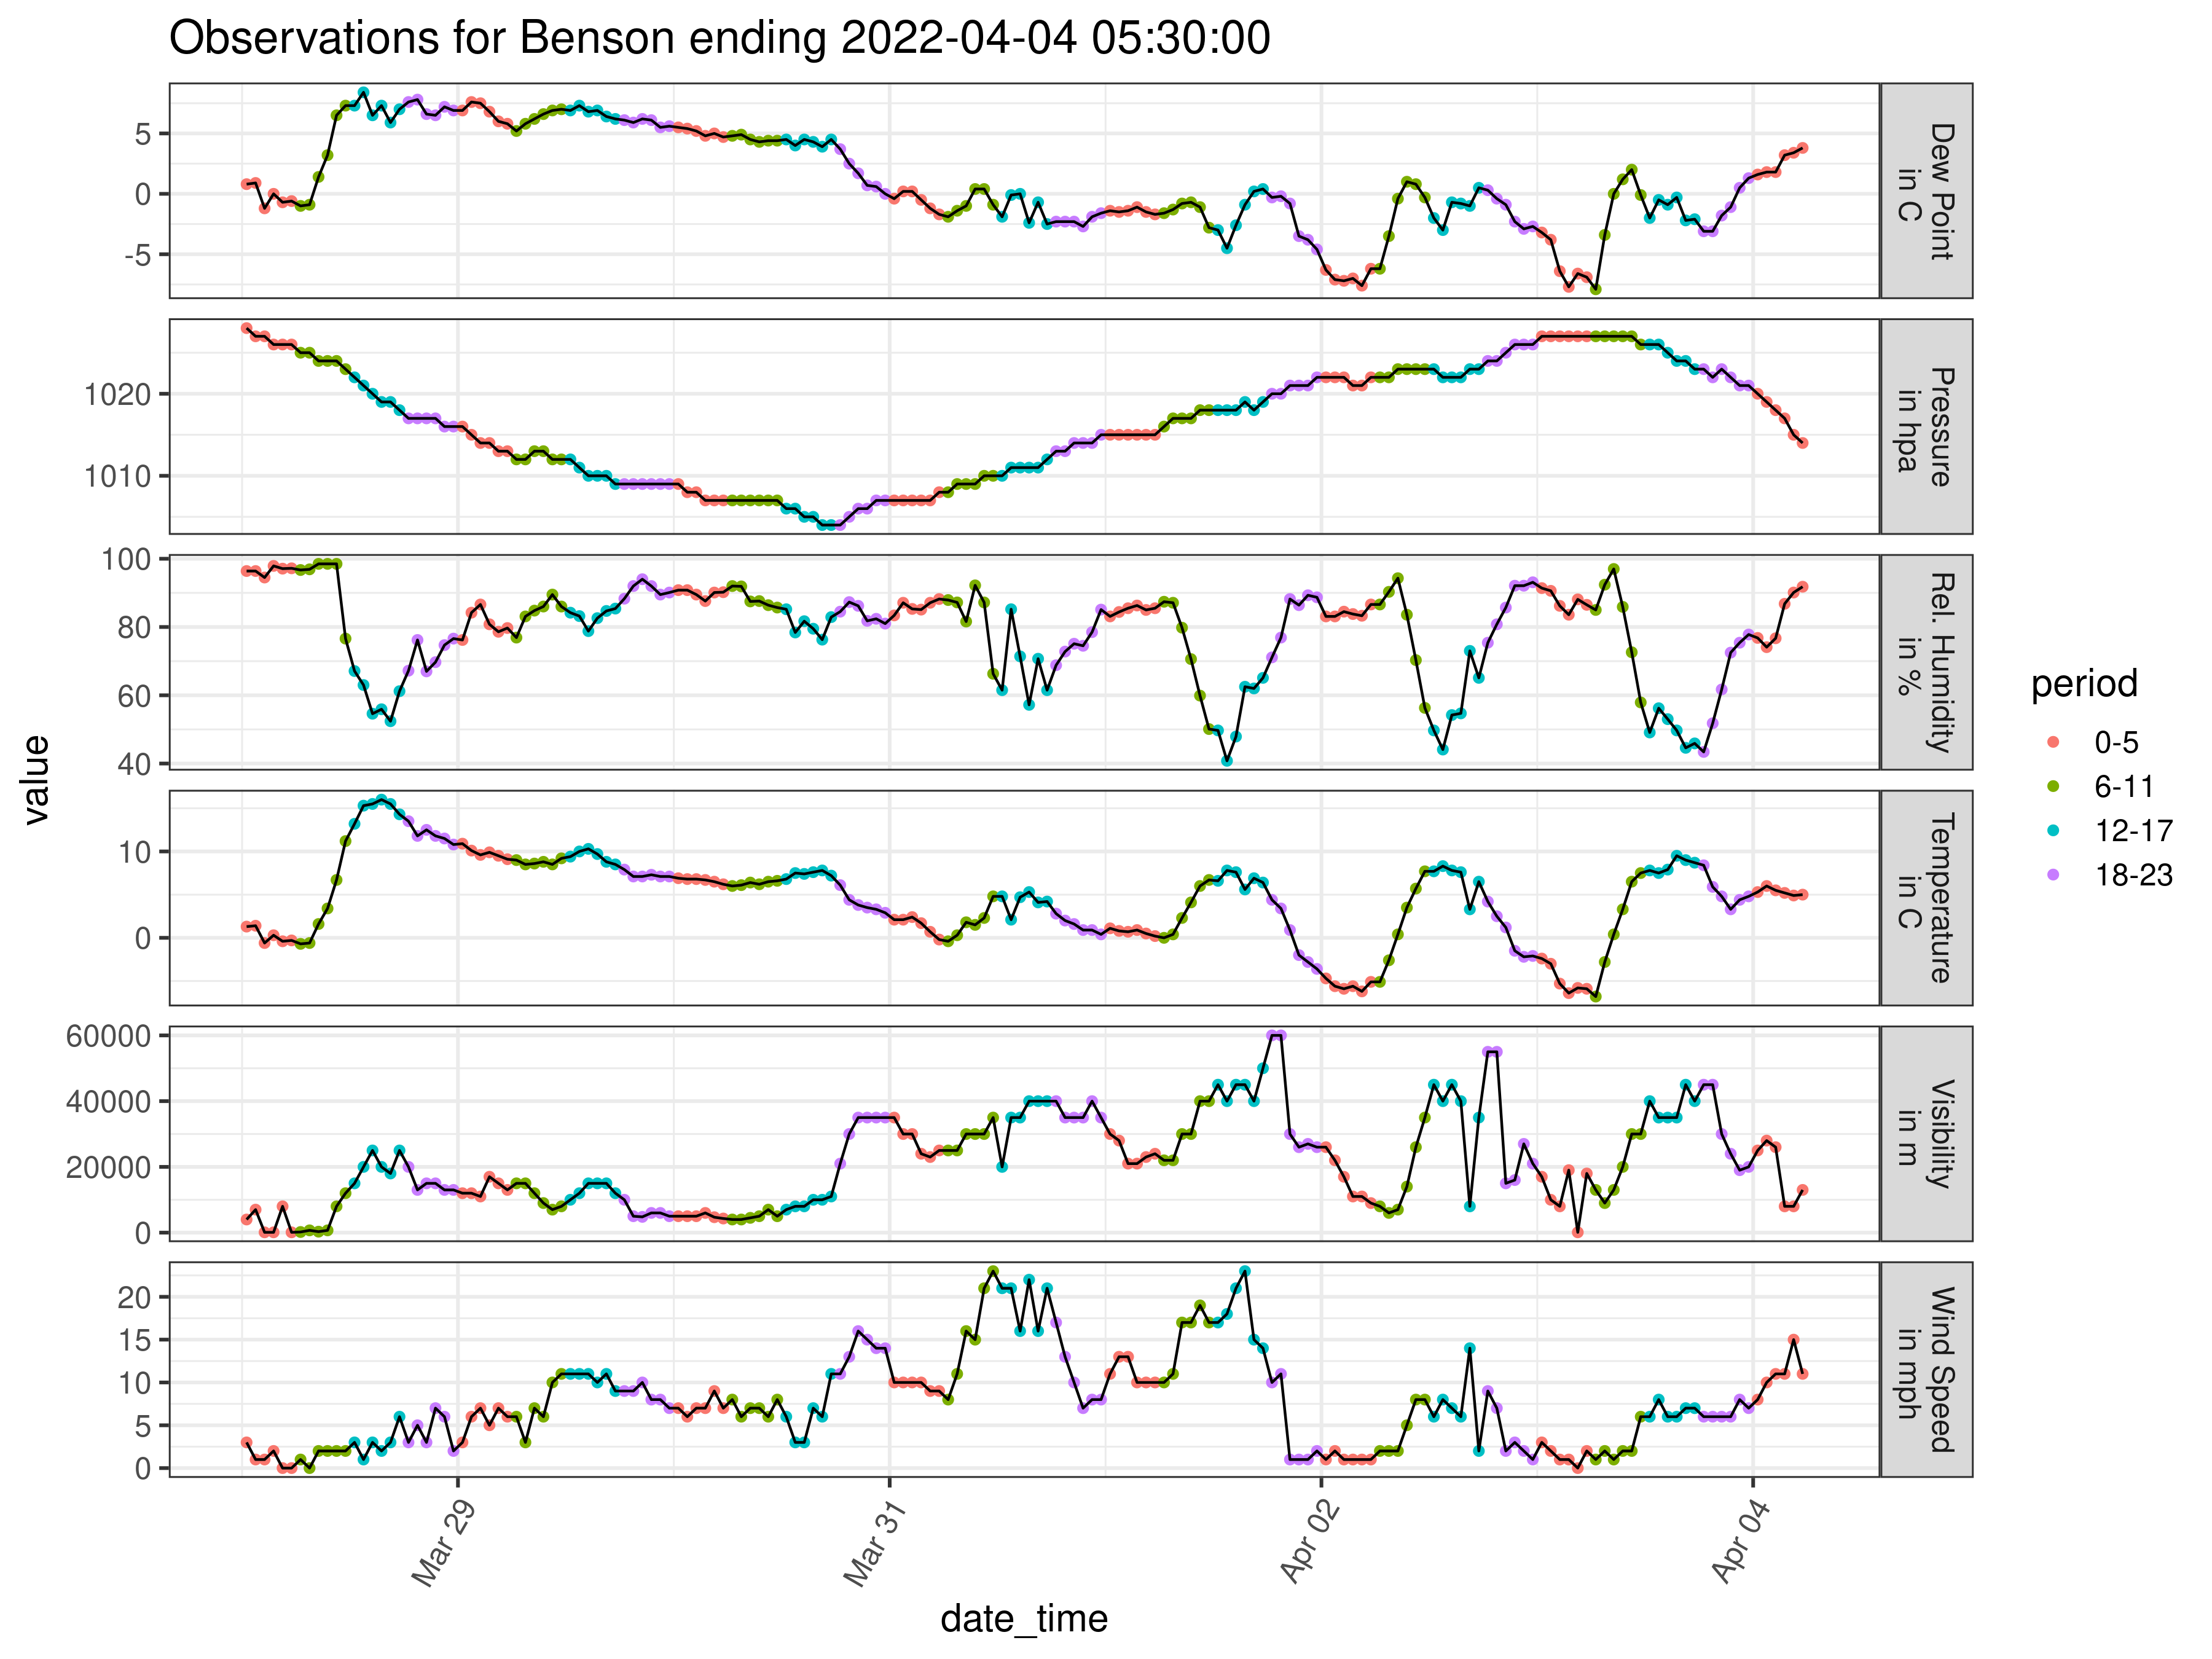 Observations for Benson ending 2022-04-04 05:30:00
5
0
-5
Dew Point
in C
1020
1010
Pressure
in hpa
100
80
60
40
Rel. Humidity
in %
10
0
Temperature
in C
60000
40000
20000
0
Visibility
in m
20
15
10
5
0
Wind Speed
in mph
value
Mar 29
Mar 31
Apr 02
Apr 04
date_time
period
0-5
6-11
12-17
18-23